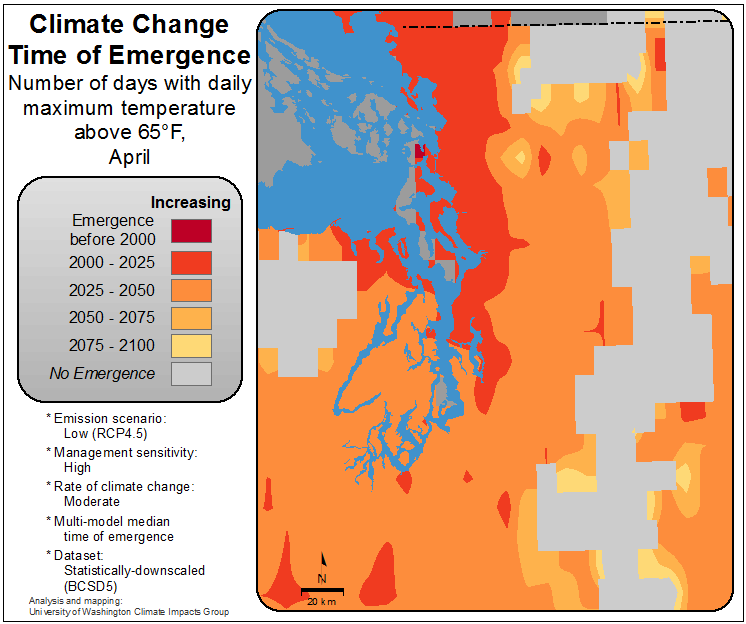 Climate Change
Time of Emergence
Number of days with daily
maximum temperature
above 65°F,
April
Increasing
Emergence
before 2000
2000 - 2025
2025 - 2050
2050 - 2075
2075 - 2100
No Emergence
* Emission scenario:
Low (RCP4.5)
* Management sensitivity:
High
* Rate of climate change:
Moderate
* Multi-model median
time of emergence
* Dataset:
Statistically-downscaled
(BCSD5)
Analysis and mapping:
University of Washington Climate Impacts Group
N
20 km